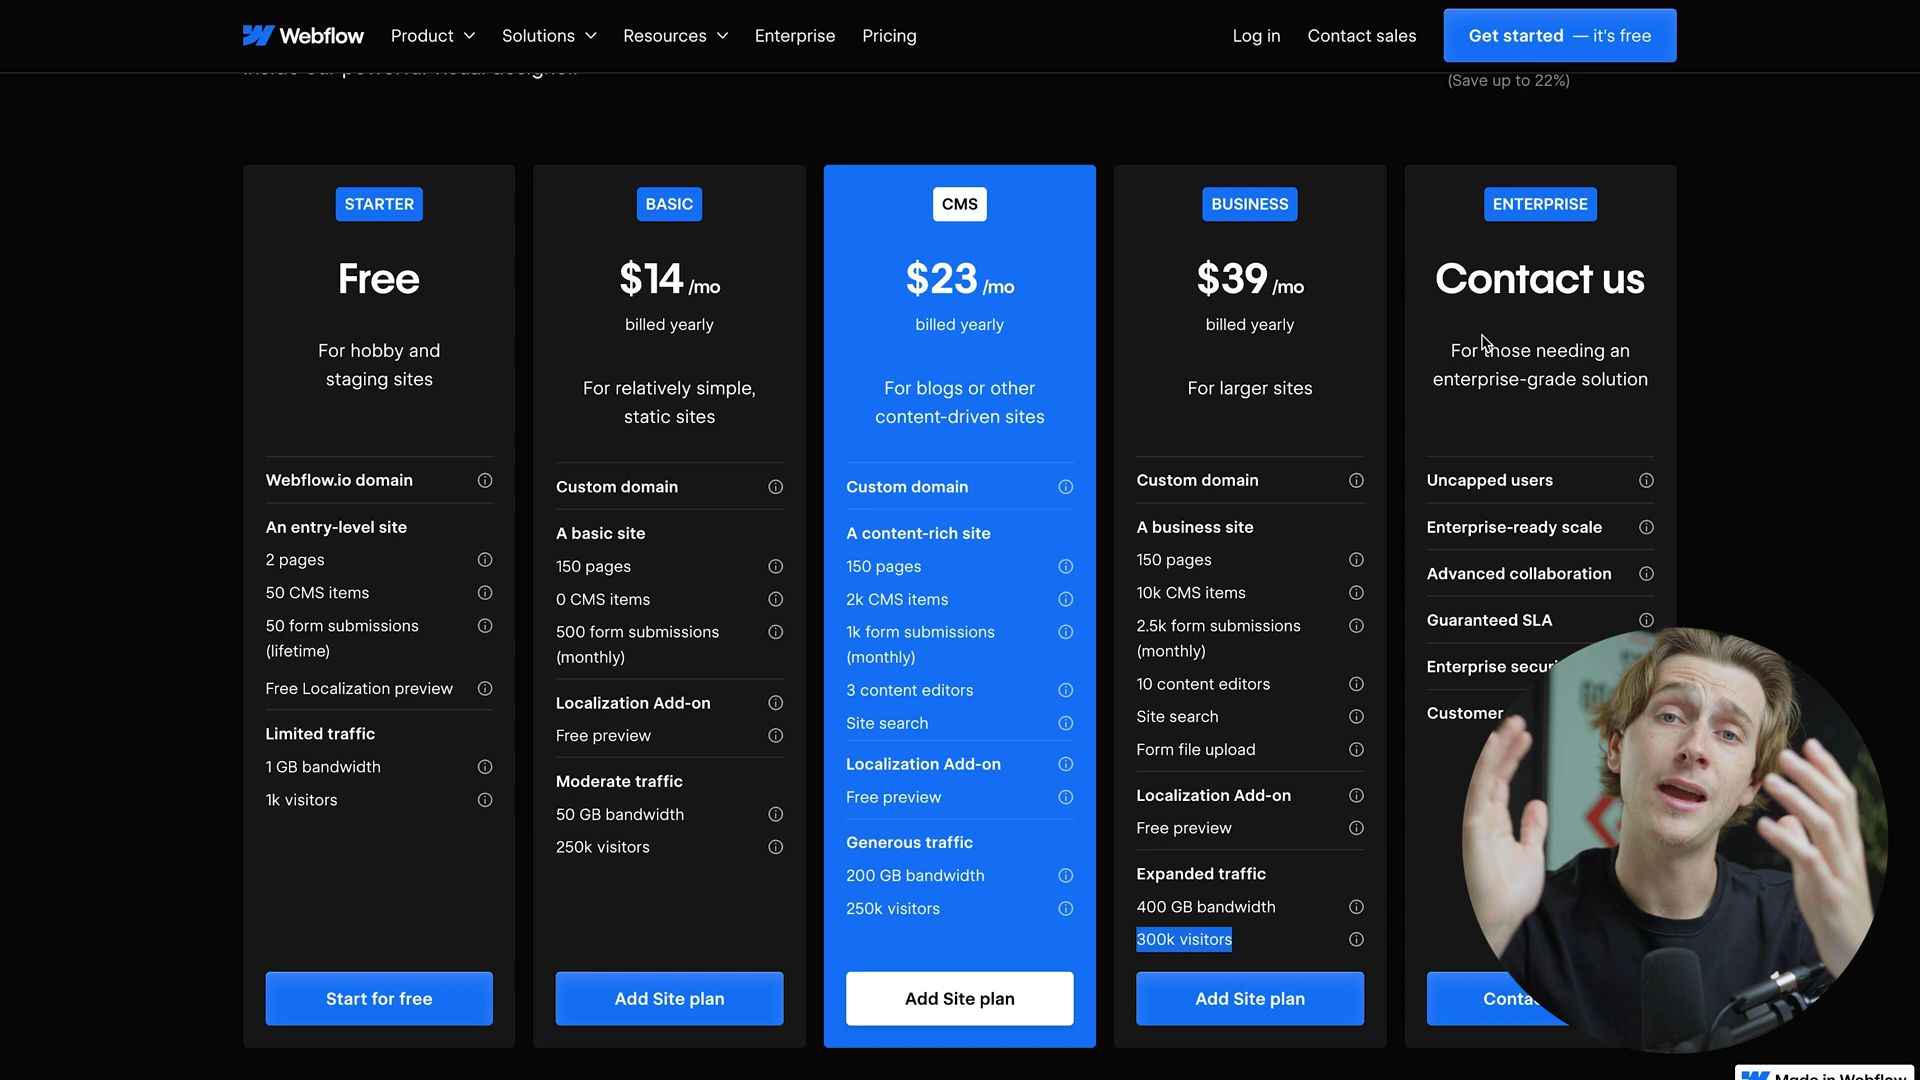 Webflow
Product
Solutions
Resources
Enterprise
Pricing
Log in
Contact sales
Get started — it's free
(Save up to 22%)
STARTER
Free
For hobby and
staging sites
Webflow.io domain
An entry-level site
2 pages
50 CMS items
50 form submissions
(lifetime)
Free Localization preview
Limited traffic
1 GB bandwidth
1k visitors
Start for free
BASIC
$14 /mo
billed yearly
For relatively simple,
static sites
Custom domain
A basic site
150 pages
0 CMS items
500 form submissions
(monthly)
Localization Add-on
Free preview
Moderate traffic
50 GB bandwidth
250k visitors
Add Site plan
CMS
$23 /mo
billed yearly
For blogs or other
content-driven sites
Custom domain
A content-rich site
150 pages
2k CMS items
1k form submissions
(monthly)
3 content editors
Site search
Localization Add-on
Free preview
Generous traffic
200 GB bandwidth
250k visitors
Add Site plan
BUSINESS
$39 /mo
billed yearly
For larger sites
Custom domain
A business site
150 pages
10k CMS items
2.5k form submissions
(monthly)
10 content editors
Site search
Form file upload
Localization Add-on
Free preview
Expanded traffic
400 GB bandwidth
300k visitors
Add Site plan
ENTERPRISE
Contact us
For those needing an
enterprise-grade solution
Uncapped users
Enterprise-ready scale
Advanced collaboration
Guaranteed SLA
Enterprise
Customer
Made in Webflow